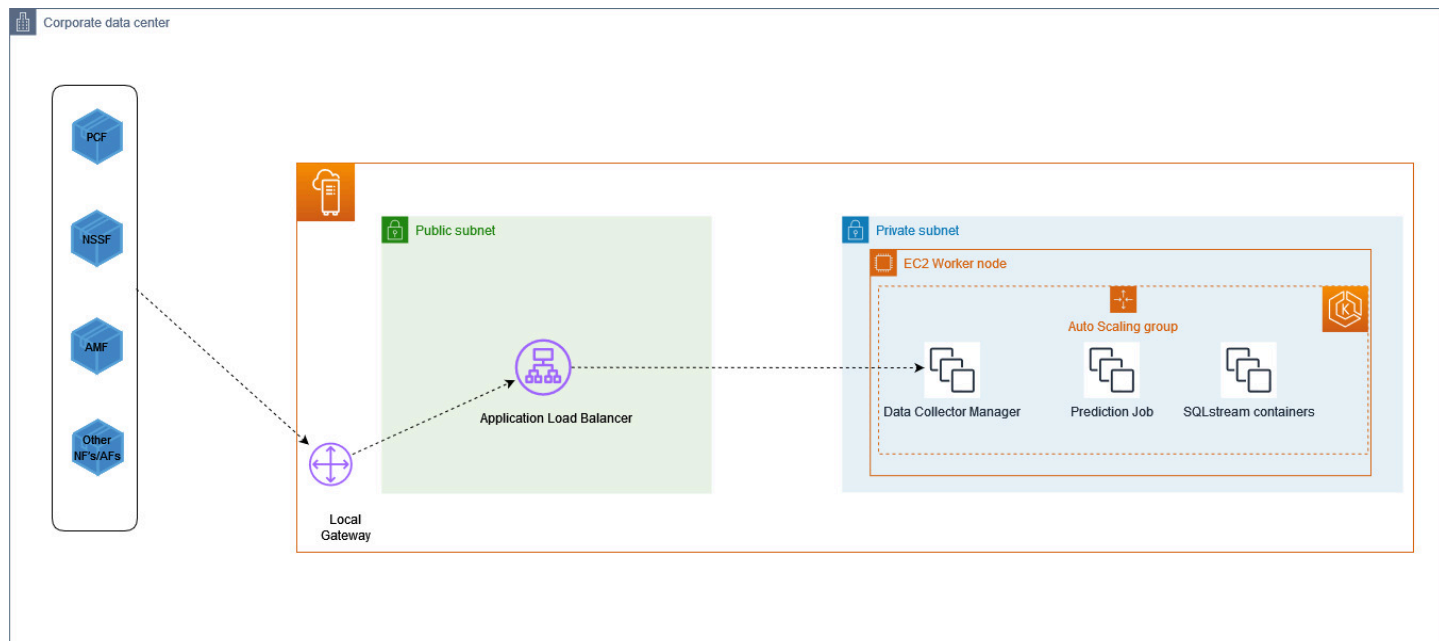 Corporate data center
PCF
NSSF
AMF
Other
NF's/AFs
Local
Gateway
Public subnet
Application Load Balancer
Private subnet
EC2 Worker node
Auto Scaling group
K
Data Collector Manager
Prediction Job
SQLstream containers